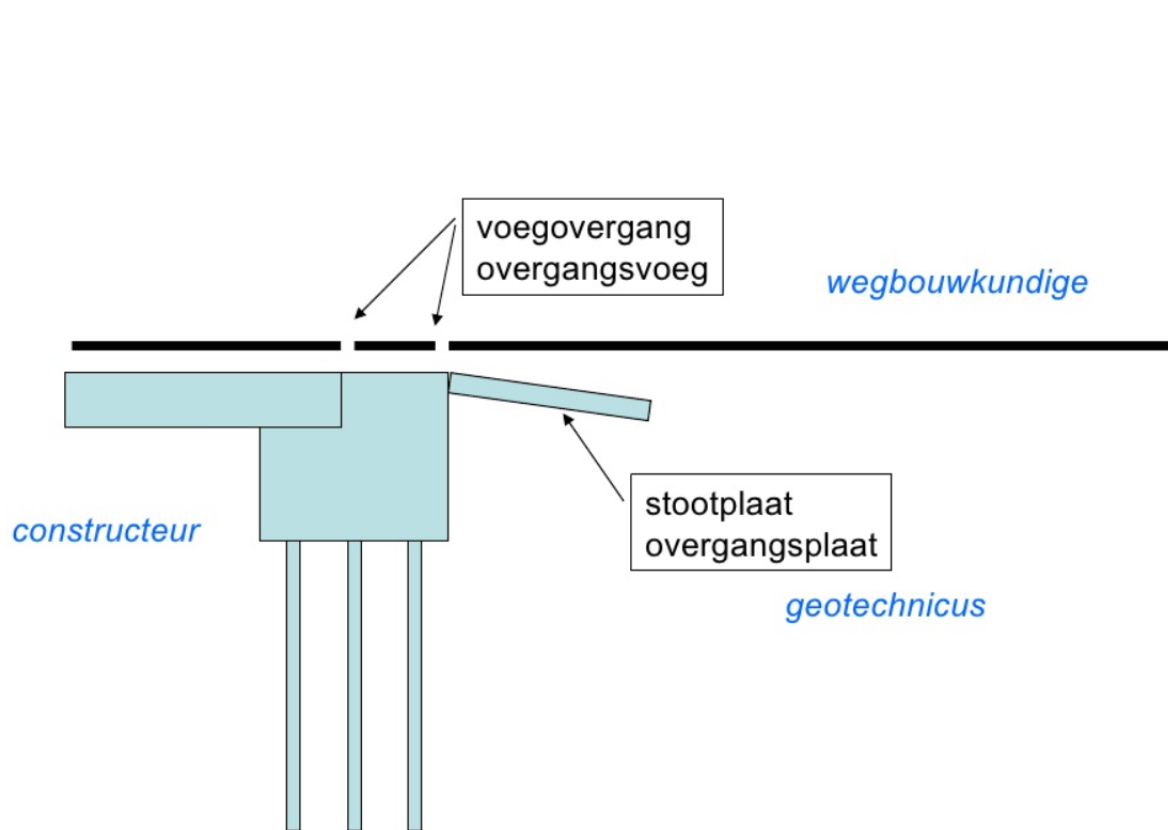 voegovergang
overgangsvoeg
wegbouwkundige
stootplaat
overgangsplaat
constructeur
geotechnicus